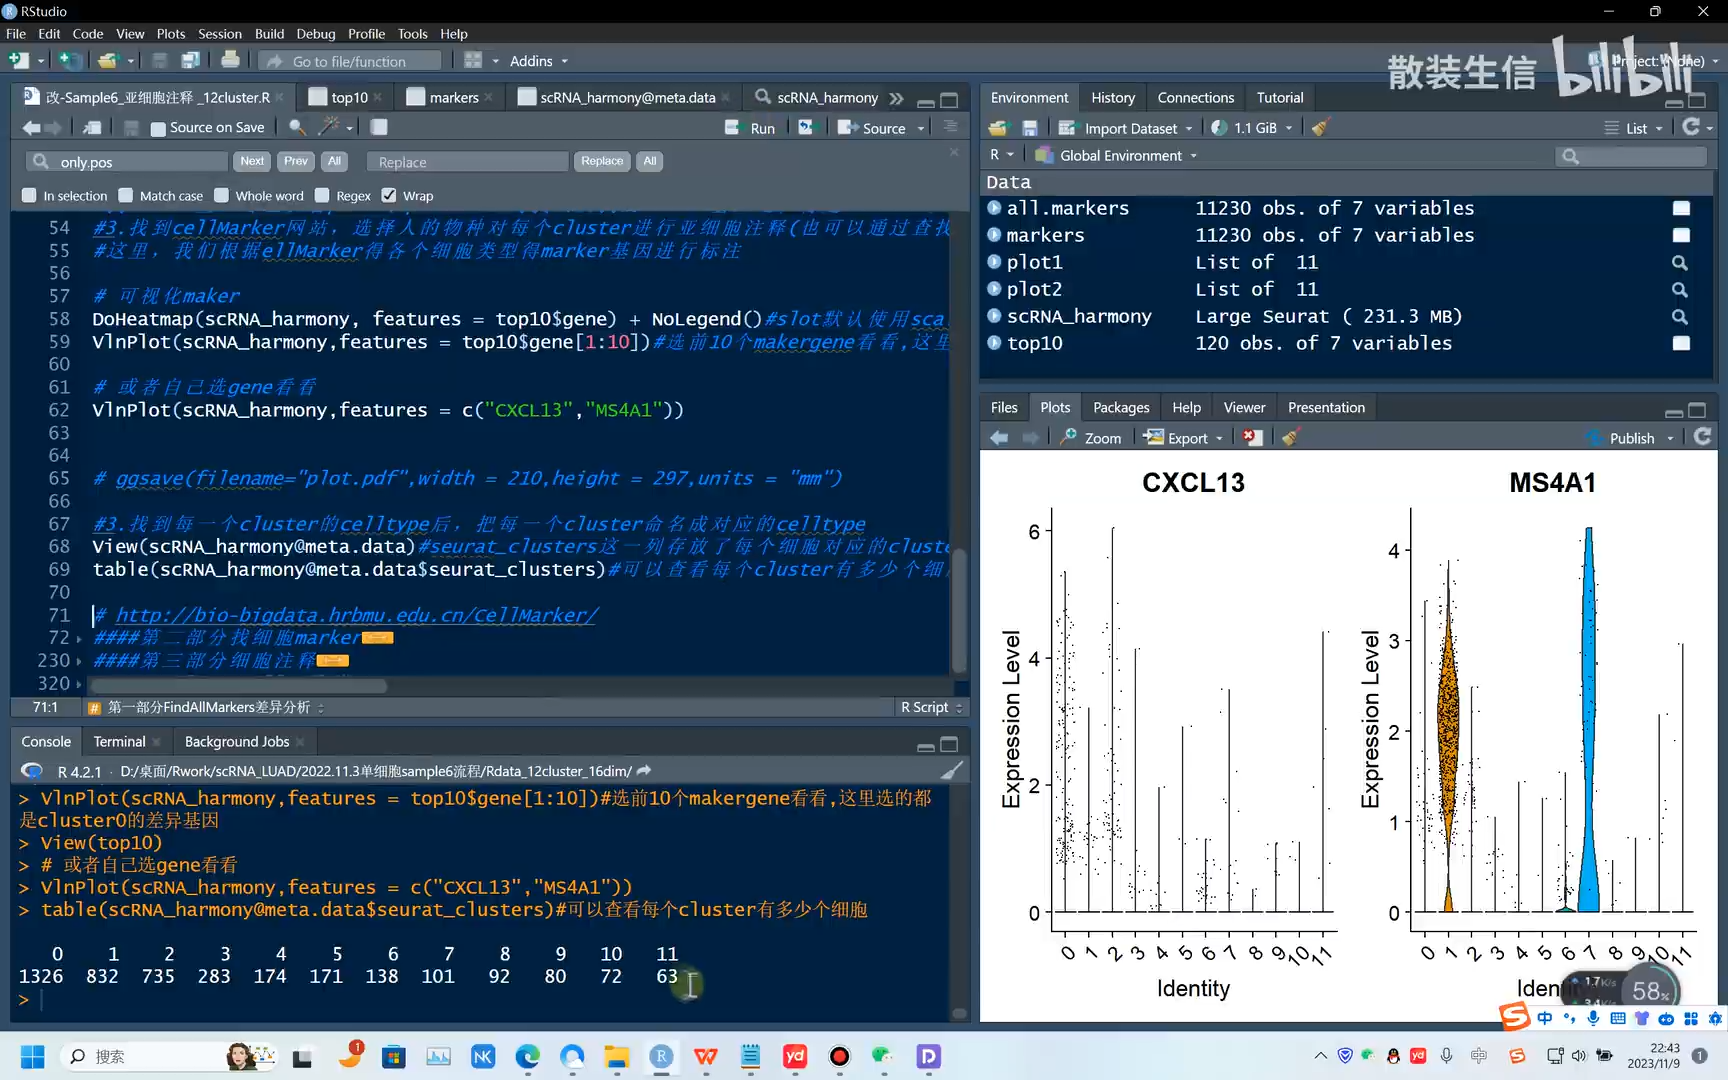 RStudio
File Edit Code View Plots Session Build Debug Profile Tools Help
Go to file/function Addins
散装生信 bilibili
改-Sample6_亚细胞注释 _12cluster.R top10 markers scRNA_harmony@meta.data scRNA_harmony
Source on Save Run Source
only.pos Next Prev All Replace Replace All
In selection Match case Whole word Regex Wrap
54 #3.找到cellMarker网站，选择人的物种对每个cluster进行亚细胞注释(也可以通过查找
55 #这里，我们根据ellMarker得各个细胞类型得marker基因进行标注
56
57 # 可视化maker
58 DoHeatmap(scRNA_harmony, features = top10$gene) + NoLegend()#slot默认使用sca
59 VlnPlot(scRNA_harmony,features = top10$gene[1:10])#选前10个makergene看看,这里
60
61 # 或者自己选gene看看
62 VlnPlot(scRNA_harmony,features = c("CXCL13","MS4A1"))
63
64
65 # ggsave(filename="plot.pdf",width = 210,height = 297,units = "mm")
66
67 #3.找到每一个cluster的celltype后，把每一个cluster命名成对应的celltype
68 View(scRNA_harmony@meta.data)#seurat_clusters这一列存放了每个细胞对应的cluste
69 table(scRNA_harmony@meta.data$seurat_clusters)#可以查看每个cluster有多少个细
70
71 # http://bio-bigdata.hrbmu.edu.cn/CellMarker/
72 ####第二部分找细胞marker
230 ####第三部分细胞注释
320
71:1 # 第一部分FindAllMarkers差异分析 R Script
Console Terminal Background Jobs
R 4.2.1 · D:/桌面/Rwork/scRNA_LUAD/2022.11.3单细胞sample6流程/Rdata_12cluster_16dim/
> VlnPlot(scRNA_harmony,features = top10$gene[1:10])#选前10个makergene看看,这里选的都
是cluster0的差异基因
> View(top10)
> # 或者自己选gene看看
> VlnPlot(scRNA_harmony,features = c("CXCL13","MS4A1"))
> table(scRNA_harmony@meta.data$seurat_clusters)#可以查看每个cluster有多少个细胞
0 1 2 3 4 5 6 7 8 9 10 11
1326 832 735 283 174 171 138 101 92 80 72 63
>
Environment History Connections Tutorial
Import Dataset 1.1 GiB List
R Global Environment
Data
all.markers 11230 obs. of 7 variables
markers 11230 obs. of 7 variables
plot1 List of 11
plot2 List of 11
scRNA_harmony Large Seurat ( 231.3 MB)
top10 120 obs. of 7 variables
Files Plots Packages Help Viewer Presentation
Zoom Export Publish
CXCL13 MS4A1
Expression Level
6
4
2
0
0 1 2 3 4 5 6 7 8 9 10 11
Identity
Expression Level
4
3
2
1
0
0 1 2 3 4 5 6 7 8 9 10 11
58%
中
搜索
22:43
2023/11/9